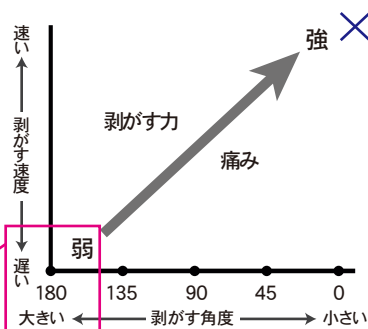 速い
剥がす速度
遅い
強
剥がす力
痛み
弱
180 135 90 45 0
大きい 剥がす角度 小さい